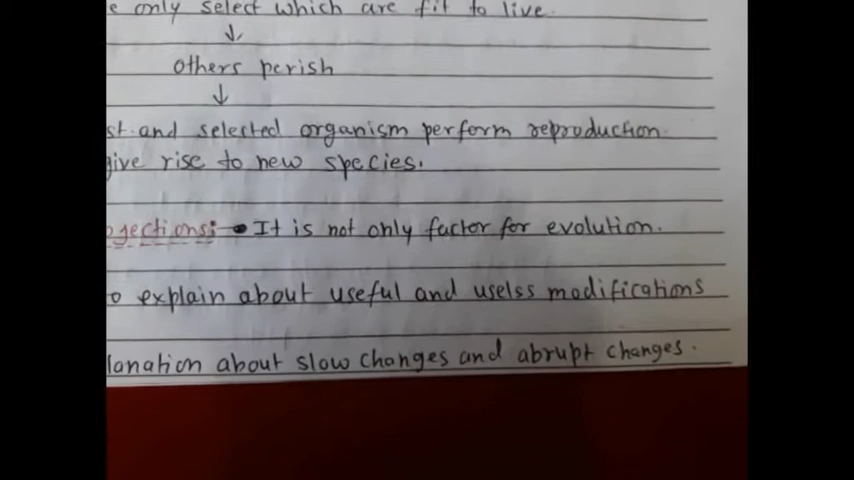 e only select which are fit to live.
↓
others perish
↓
st and selected organism perform reproduction.
give rise to new species.
ojections:- It is not only factor for evolution.
o explain about useful and uselss modifications
lanation about slow changes and abrupt changes.